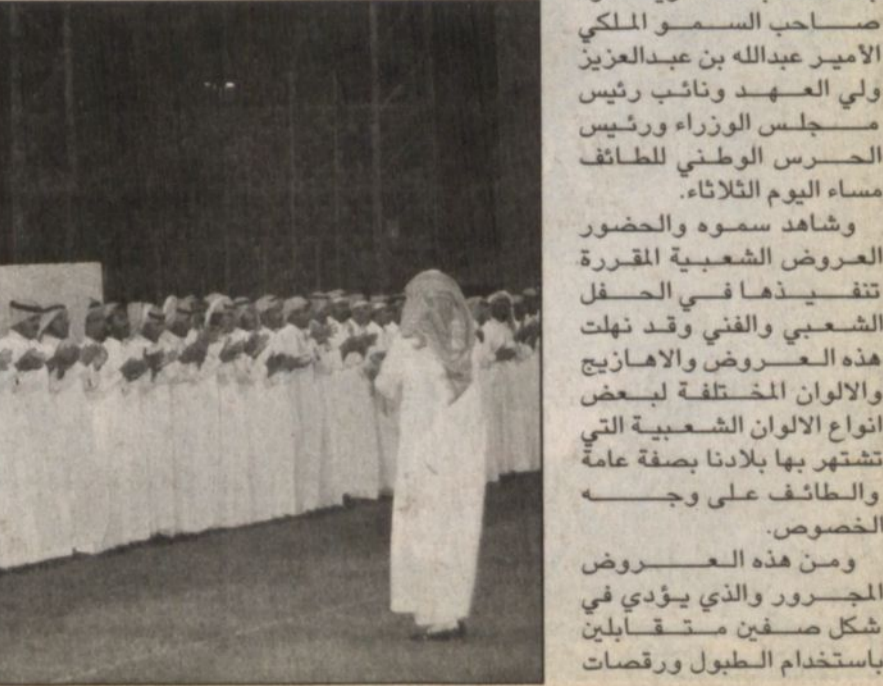 صاحب السمو الملكي
الأمير عبدالله بن عبدالعزيز
ولي العهد ونائب رئيس
مجلس الوزراء ورئيس
الحرس الوطني للطائف
مساء اليوم الثلاثاء.
وشاهد سموه والحضور
العروض الشعبية المقررة
تنفيذها في الحفل
الشعبي والفني وقد نهلت
هذه العروض والاهازيج
والالوان المختلفة لبعض
انواع الالوان الشعبية التي
تشتهر بها بلادنا بصفة عامة
والطائف على وجه
الخصوص.
ومن هذه العروض
المجرور والذي يؤدي في
شكل صفين متقابلين
باستخدام الطبول ورقصات